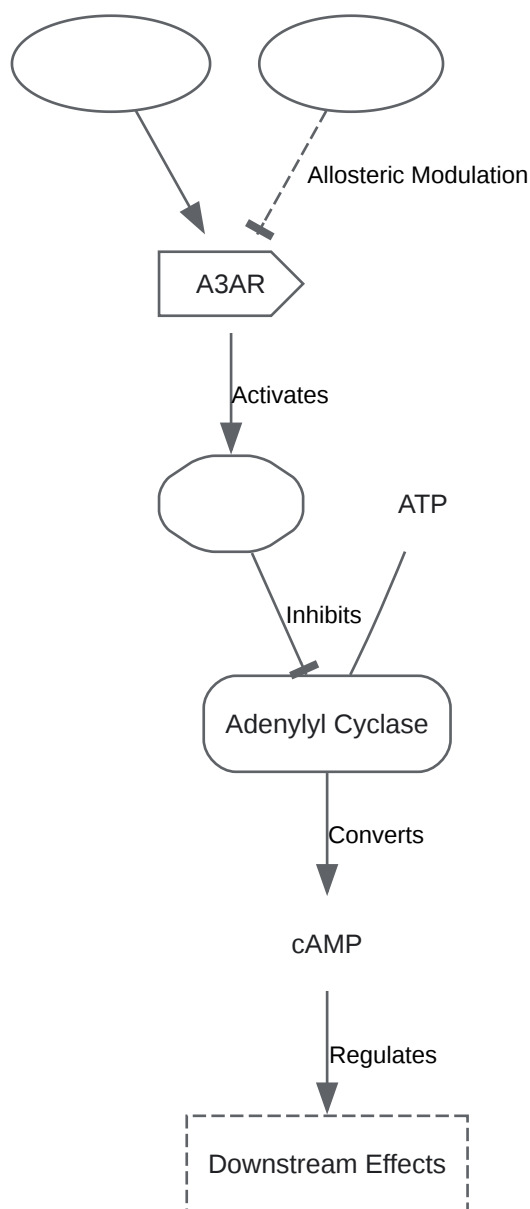 Allosteric Modulation
A3AR
Activates
ATP
Inhibits
Adenylyl Cyclase
Converts
cAMP
Regulates
Downstream Effects